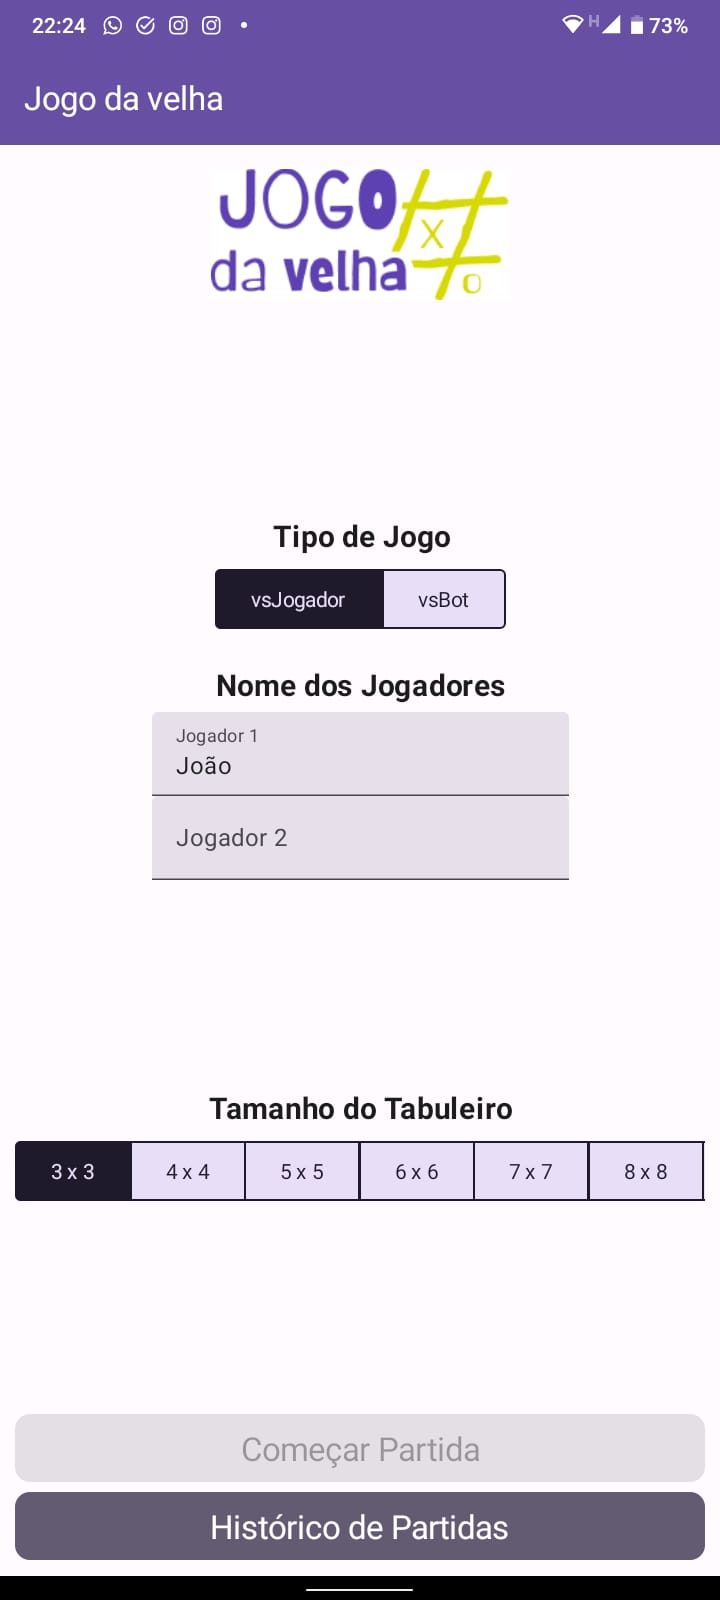 22:24 H 73%
Jogo da velha
JOGO
X
da velha
O
Tipo de Jogo
vsJogador vsBot
Nome dos Jogadores
Jogador 1
João
Jogador 2
Tamanho do Tabuleiro
3 x 3 4 x 4 5 x 5 6 x 6 7 x 7 8 x 8
Começar Partida
Histórico de Partidas